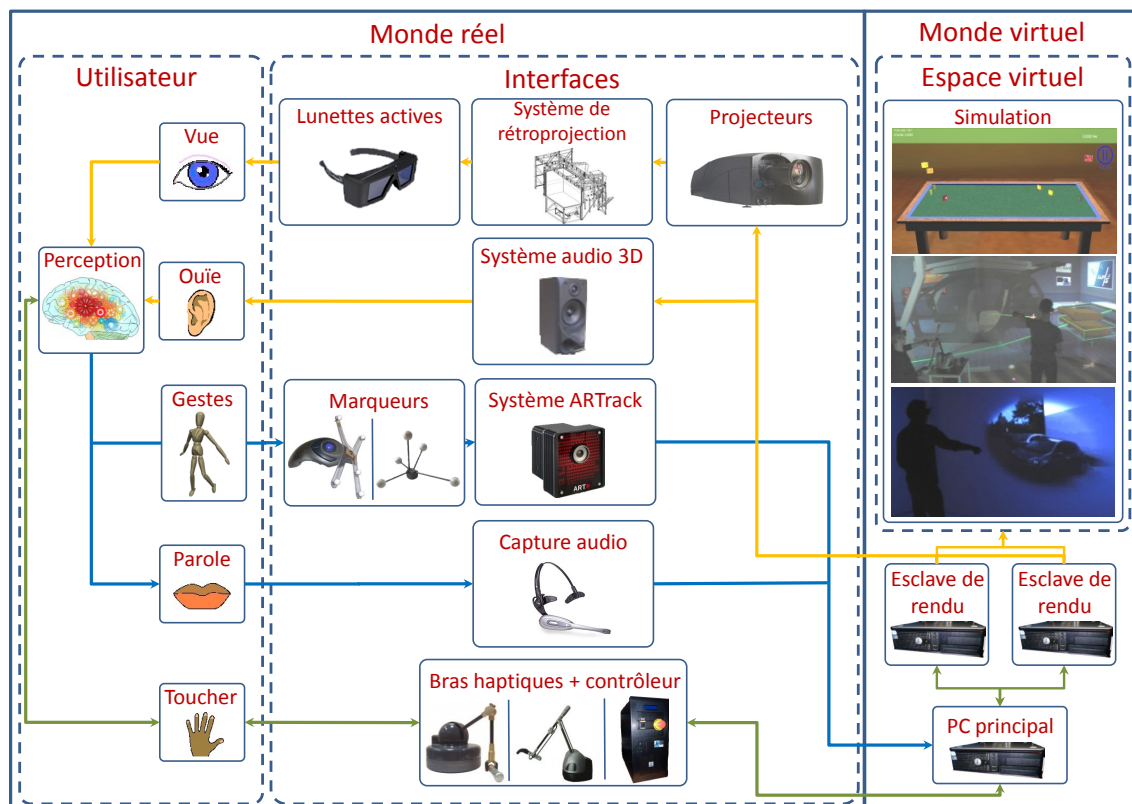 Monde réel
Monde virtuel
Utilisateur
Interfaces
Espace virtuel
Vue
Lunettes actives
Système de
rétroprojection
Projecteurs
Simulation
Perception
Ouïe
Système audio 3D
Gestes
Marqueurs
Système ARTrack
ART
Parole
Capture audio
Esclave de
rendu
Esclave de
rendu
Toucher
Bras haptiques + contrôleur
PC principal